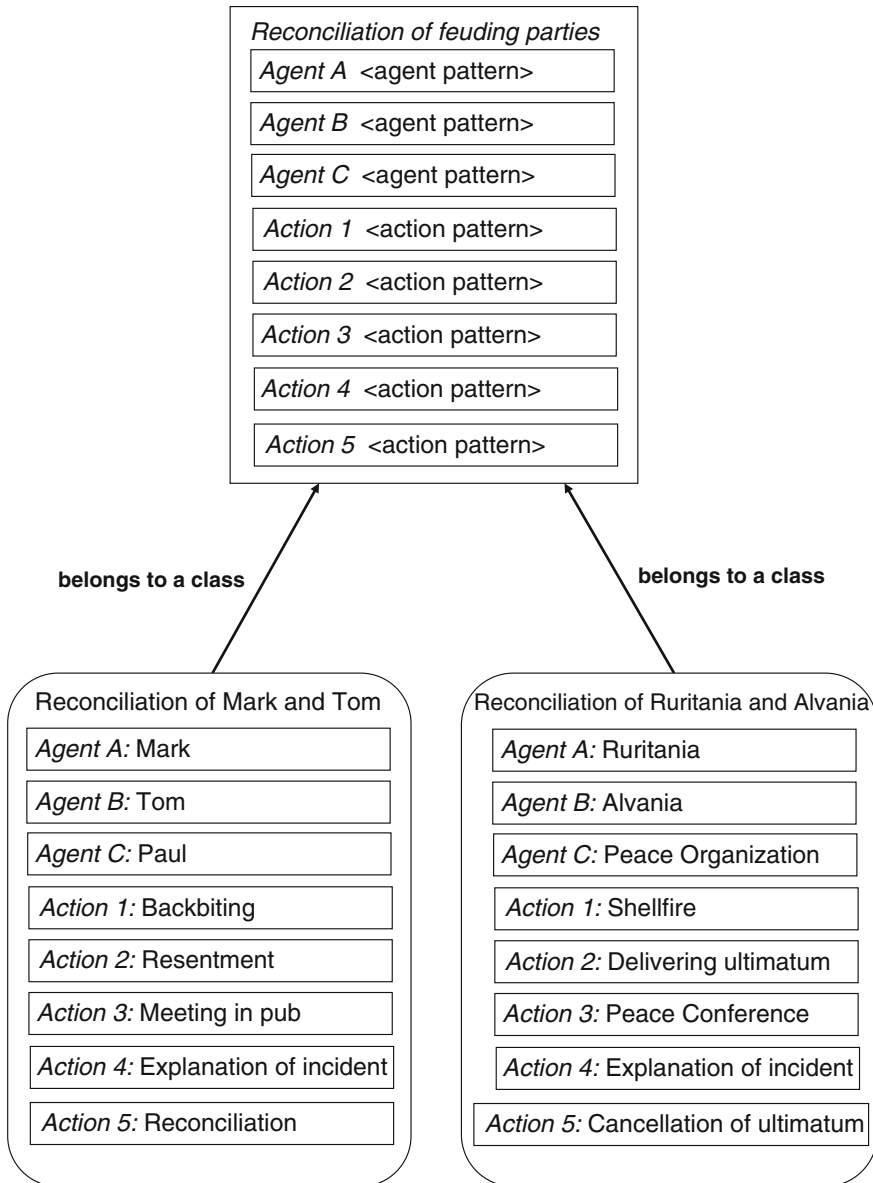 Reconciliation of feuding parties
Agent A <agent pattern>
Agent B <agent pattern>
Agent C <agent pattern>
Action 1 <action pattern>
Action 2 <action pattern>
Action 3 <action pattern>
Action 4 <action pattern>
Action 5 <action pattern>
belongs to a class
belongs to a class
Reconciliation of Mark and Tom
Agent A: Mark
Agent B: Tom
Agent C: Paul
Action 1: Backbiting
Action 2: Resentment
Action 3: Meeting in pub
Action 4: Explanation of incident
Action 5: Reconciliation
Reconciliation of Ruritania and Alvania
Agent A: Ruritania
Agent B: Alvania
Agent C: Peace Organization
Action 1: Shellfire
Action 2: Delivering ultimatum
Action 3: Peace Conference
Action 4: Explanation of incident
Action 5: Cancellation of ultimatum